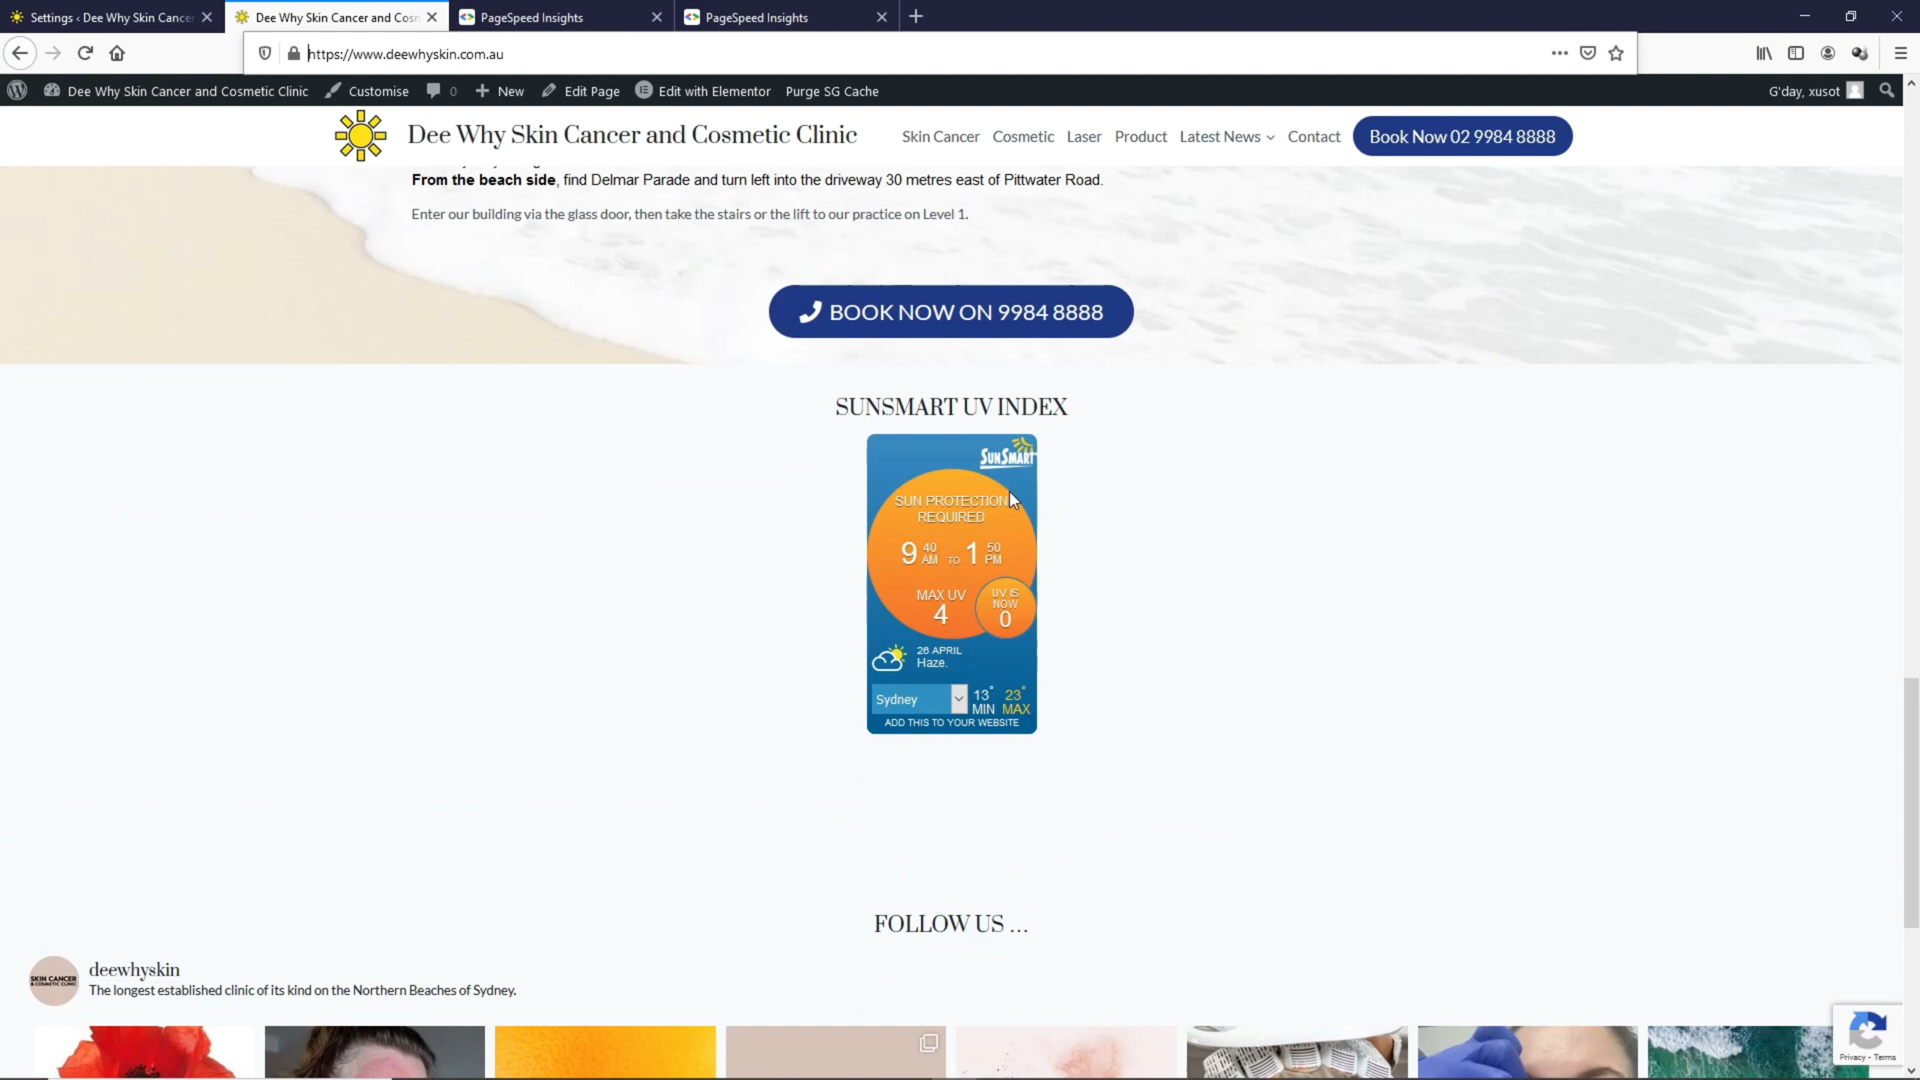 Settings ‹ Dee Why Skin Cancer
Dee Why Skin Cancer and Cosm
PageSpeed Insights
PageSpeed Insights
https://www.deewhyskin.com.au
Dee Why Skin Cancer and Cosmetic Clinic
Customise
0
New
Edit Page
Edit with Elementor
Purge SG Cache
G'day, xusot
Dee Why Skin Cancer and Cosmetic Clinic
Skin Cancer
Cosmetic
Laser
Product
Latest News
Contact
Book Now 02 9984 8888
From the beach side, find Delmar Parade and turn left into the driveway 30 metres east of Pittwater Road.
Enter our building via the glass door, then take the stairs or the lift to our practice on Level 1.
BOOK NOW ON 9984 8888
SUNSMART UV INDEX
SunSmart
SUN PROTECTION
REQUIRED
9 40 AM TO 1 50 PM
MAX UV
4
UV IS
NOW
0
26 APRIL
Haze.
Sydney
13° MIN
23° MAX
ADD THIS TO YOUR WEBSITE
FOLLOW US ...
SKIN CANCER
& COSMETIC CLINIC
deewhyskin
The longest established clinic of its kind on the Northern Beaches of Sydney.
Privacy - Terms